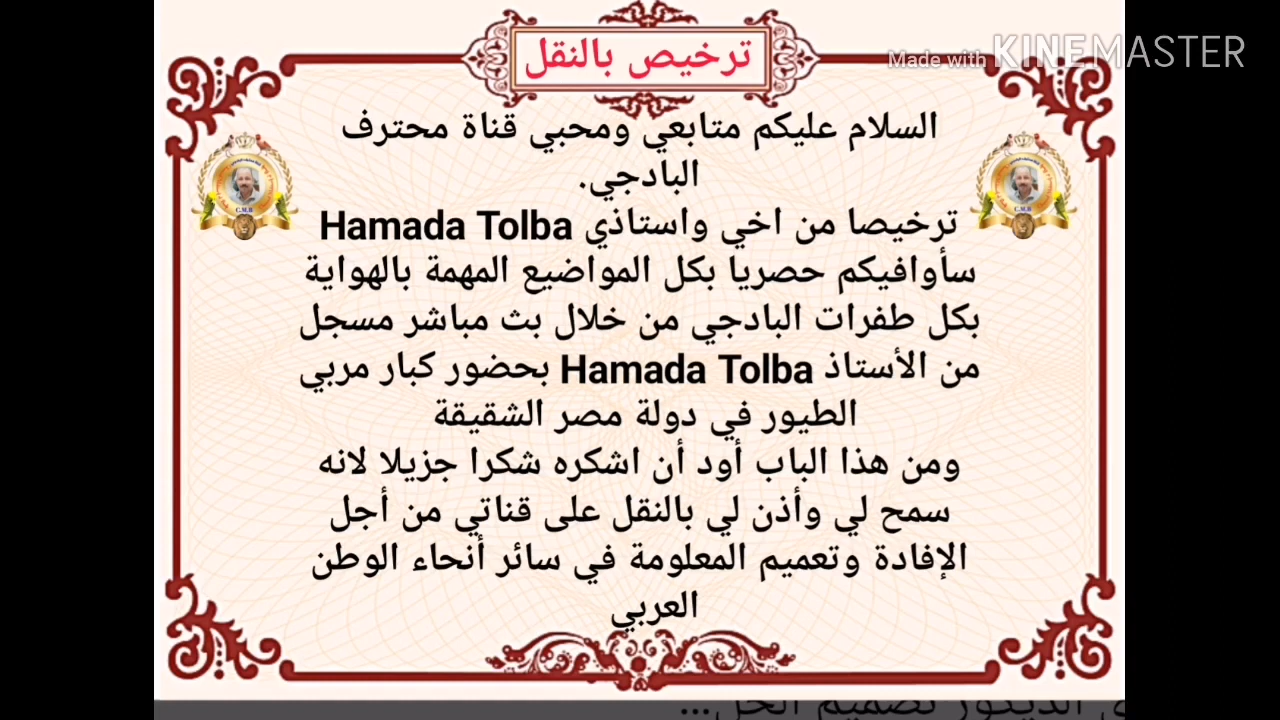 ترخيص بالنقل
Made with KINEMASTER
السلام عليكم متابعي ومحبي قناة محترف
البادجي.
ترخيصا من اخي واستاذي Hamada Tolba
سأوافيكم حصريا بكل المواضيع المهمة بالهواية
بكل طفرات البادجي من خلال بث مباشر مسجل
من الأستاذ Hamada Tolba بحضور كبار مربي
الطيور في دولة مصر الشقيقة
ومن هذا الباب أود أن اشكره شكرا جزيلا لانه
سمح لي وأذن لي بالنقل على قناتي من أجل
الإفادة وتعميم المعلومة في سائر أنحاء الوطن
العربي
C.M.B
C.M.B